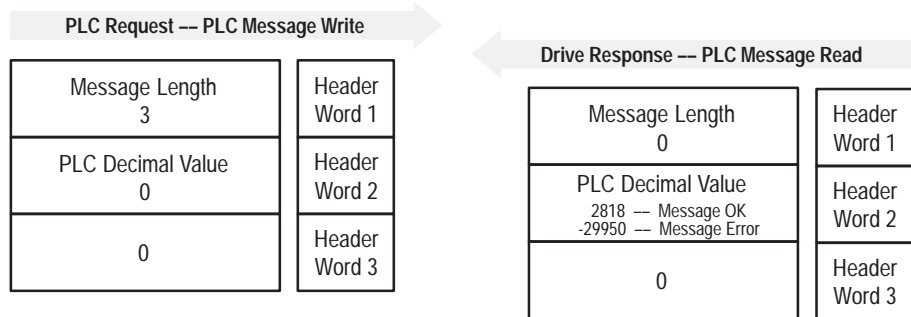 PLC Request –– PLC Message Write
Message Length
3
Header
Word 1
PLC Decimal Value
0
Header
Word 2
0
Header
Word 3
Drive Response –– PLC Message Read
Message Length
0
Header
Word 1
PLC Decimal Value
2818 –– Message OK
-29950 –– Message Error
Header
Word 2
0
Header
Word 3